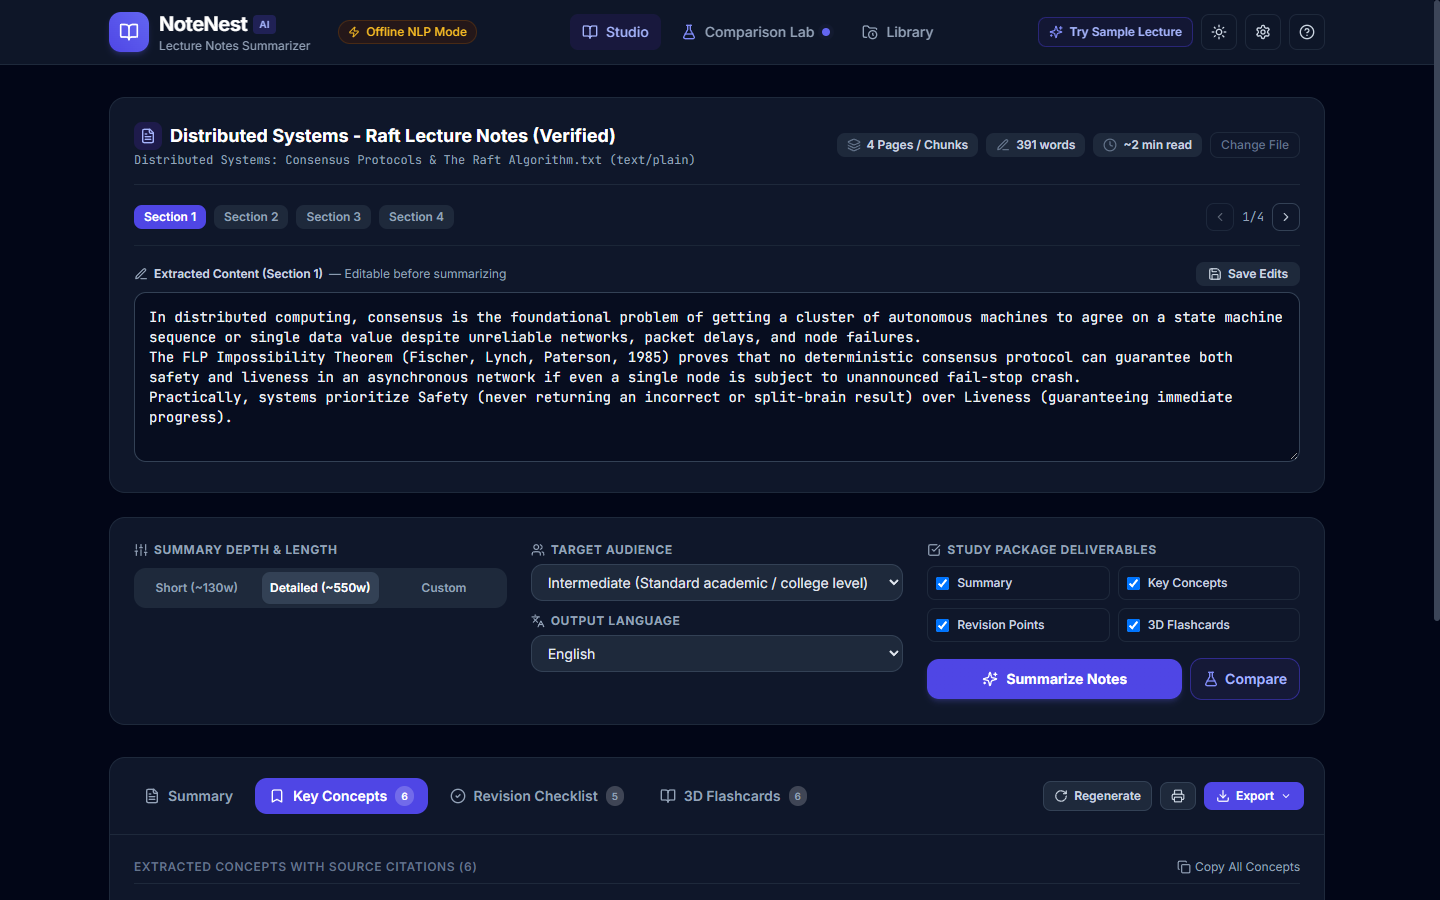 NoteNest AI
Lecture Notes Summarizer
Offline NLP Mode
Studio
Comparison Lab
Library
Try Sample Lecture
Distributed Systems - Raft Lecture Notes (Verified)
Distributed Systems: Consensus Protocols & The Raft Algorithm.txt (text/plain)
4 Pages / Chunks
391 words
~2 min read
Change File
Section 1
Section 2
Section 3
Section 4
1/4
Extracted Content (Section 1) — Editable before summarizing
Save Edits
In distributed computing, consensus is the foundational problem of getting a cluster of autonomous machines to agree on a state machine
sequence or single data value despite unreliable networks, packet delays, and node failures.
The FLP Impossibility Theorem (Fischer, Lynch, Paterson, 1985) proves that no deterministic consensus protocol can guarantee both
safety and liveness in an asynchronous network if even a single node is subject to unannounced fail-stop crash.
Practically, systems prioritize Safety (never returning an incorrect or split-brain result) over Liveness (guaranteeing immediate
progress).
SUMMARY DEPTH & LENGTH
Short (~130w)
Detailed (~550w)
Custom
TARGET AUDIENCE
Intermediate (Standard academic / college level)
OUTPUT LANGUAGE
English
STUDY PACKAGE DELIVERABLES
Summary
Key Concepts
Revision Points
3D Flashcards
Summarize Notes
Compare
Summary
Key Concepts 6
Revision Checklist 5
3D Flashcards 6
Regenerate
Export
EXTRACTED CONCEPTS WITH SOURCE CITATIONS (6)
Copy All Concepts